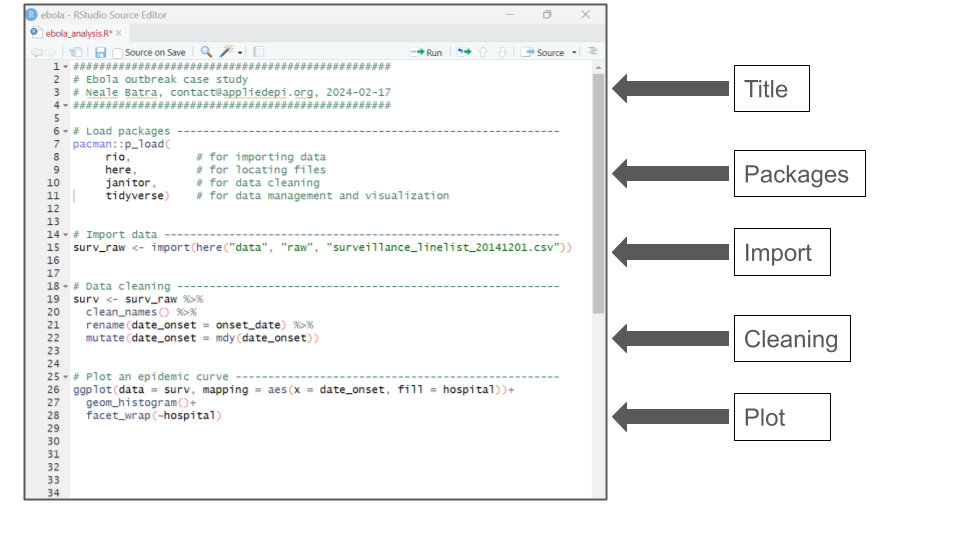 ebola - RStudio Source Editor
ebola_analysis.R*
Source on Save
Run
Source
1 ################################################
2 # Ebola outbreak case study
3 # Neale Batra, contact@appliedepi.org, 2024-02-17
4 ################################################
5
6 # Load packages -----------------------------------------------------------
7 pacman::p_load(
8 rio, # for importing data
9 here, # for locating files
10 janitor, # for data cleaning
11 tidyverse) # for data management and visualization
12
13
14 # Import data -------------------------------------------------------------
15 surv_raw <- import(here("data", "raw", "surveillance_linelist_20141201.csv"))
16
17
18 # Data cleaning -----------------------------------------------------------
19 surv <- surv_raw %>%
20 clean_names() %>%
21 rename(date_onset = onset_date) %>%
22 mutate(date_onset = mdy(date_onset))
23
24
25 # Plot an epidemic curve --------------------------------------------------
26 ggplot(data = surv, mapping = aes(x = date_onset, fill = hospital))+
27 geom_histogram()+
28 facet_wrap(~hospital)
29
30
31
32
33
34
Title
Packages
Import
Cleaning
Plot